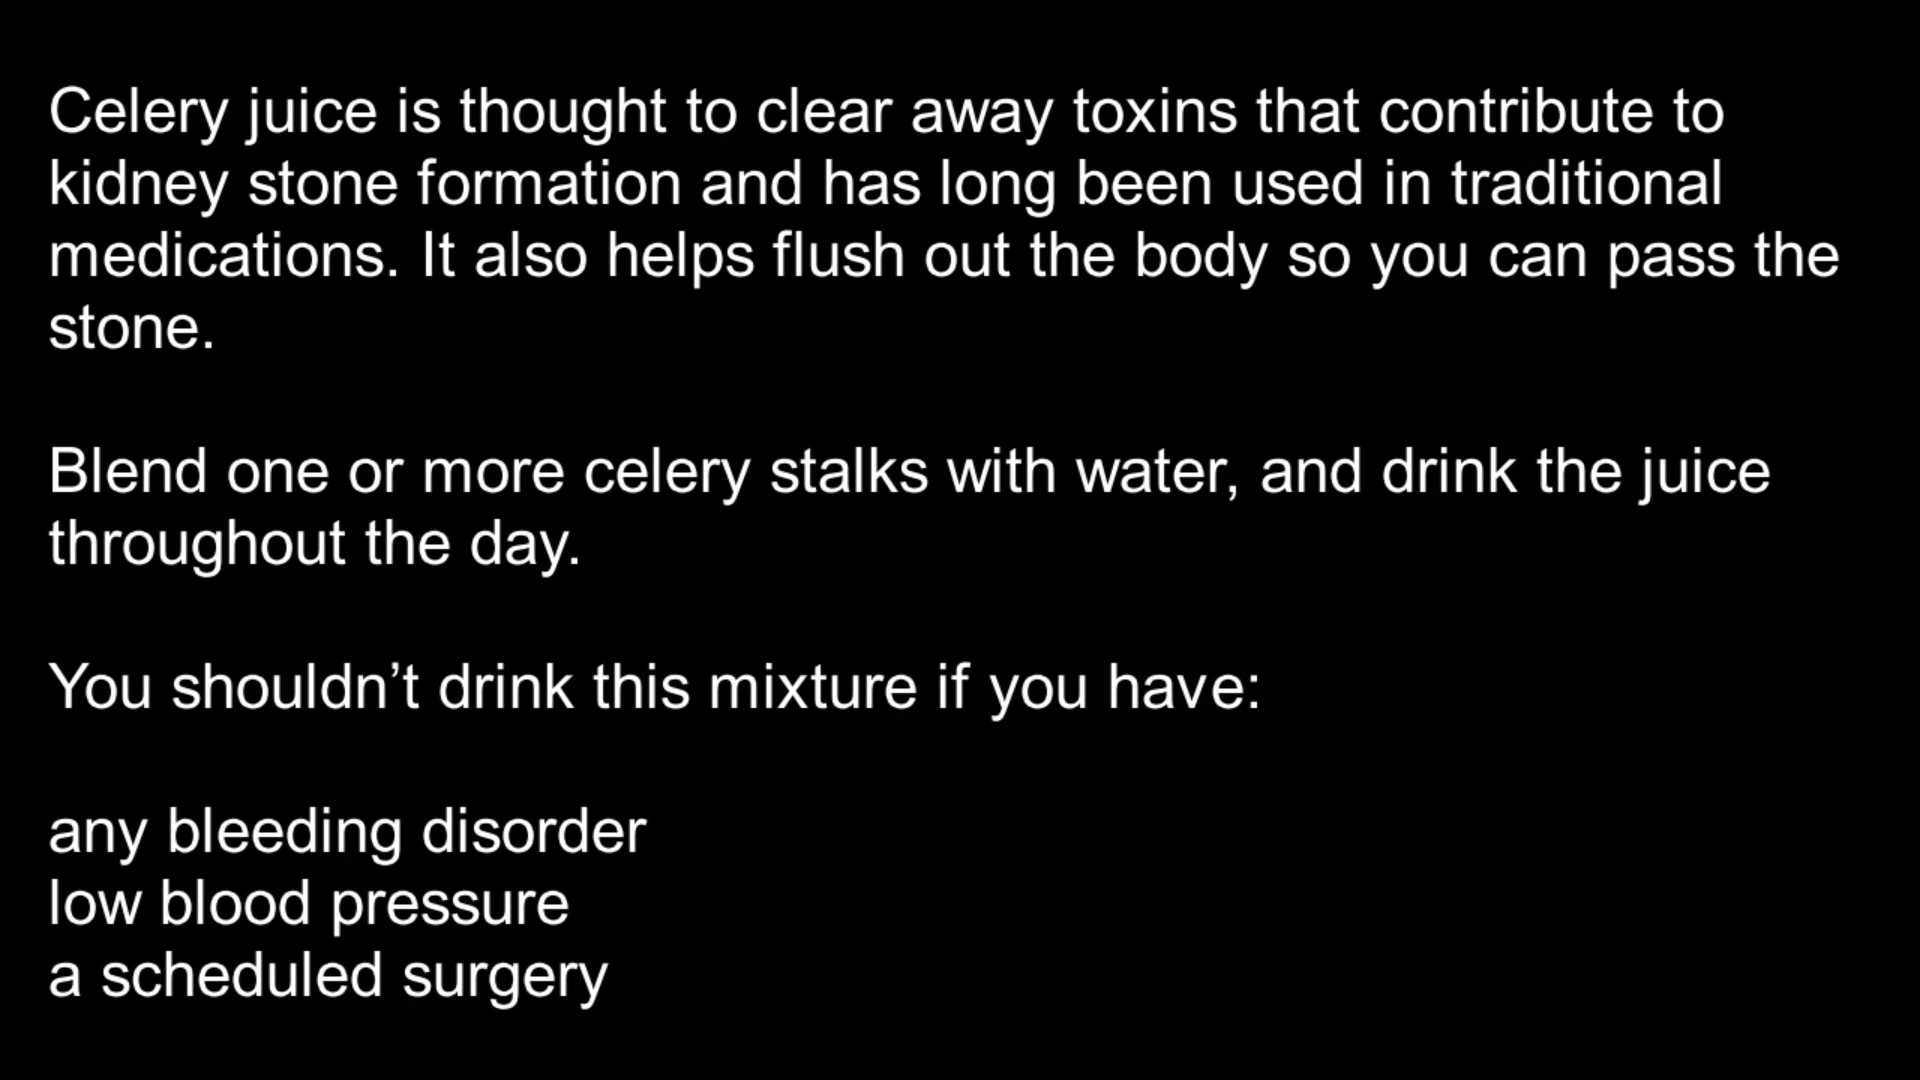 Celery juice is thought to clear away toxins that contribute to
kidney stone formation and has long been used in traditional
medications. It also helps flush out the body so you can pass the
stone.
Blend one or more celery stalks with water, and drink the juice
throughout the day.
You shouldn’t drink this mixture if you have:
any bleeding disorder
low blood pressure
a scheduled surgery